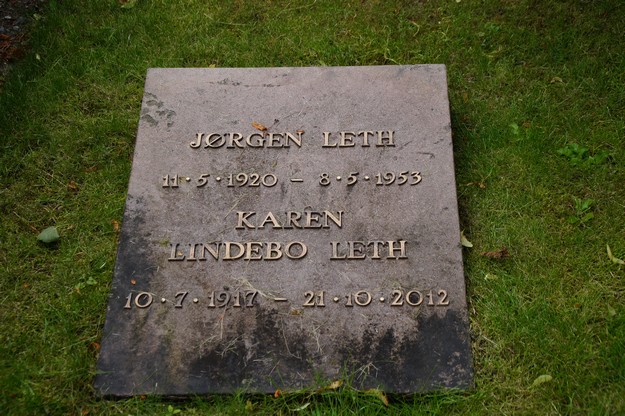 JØRGEN LETH
11·5·1920 – 8·5·1953
KAREN
LINDEBO LETH
10·7·1917 – 21·10·2012